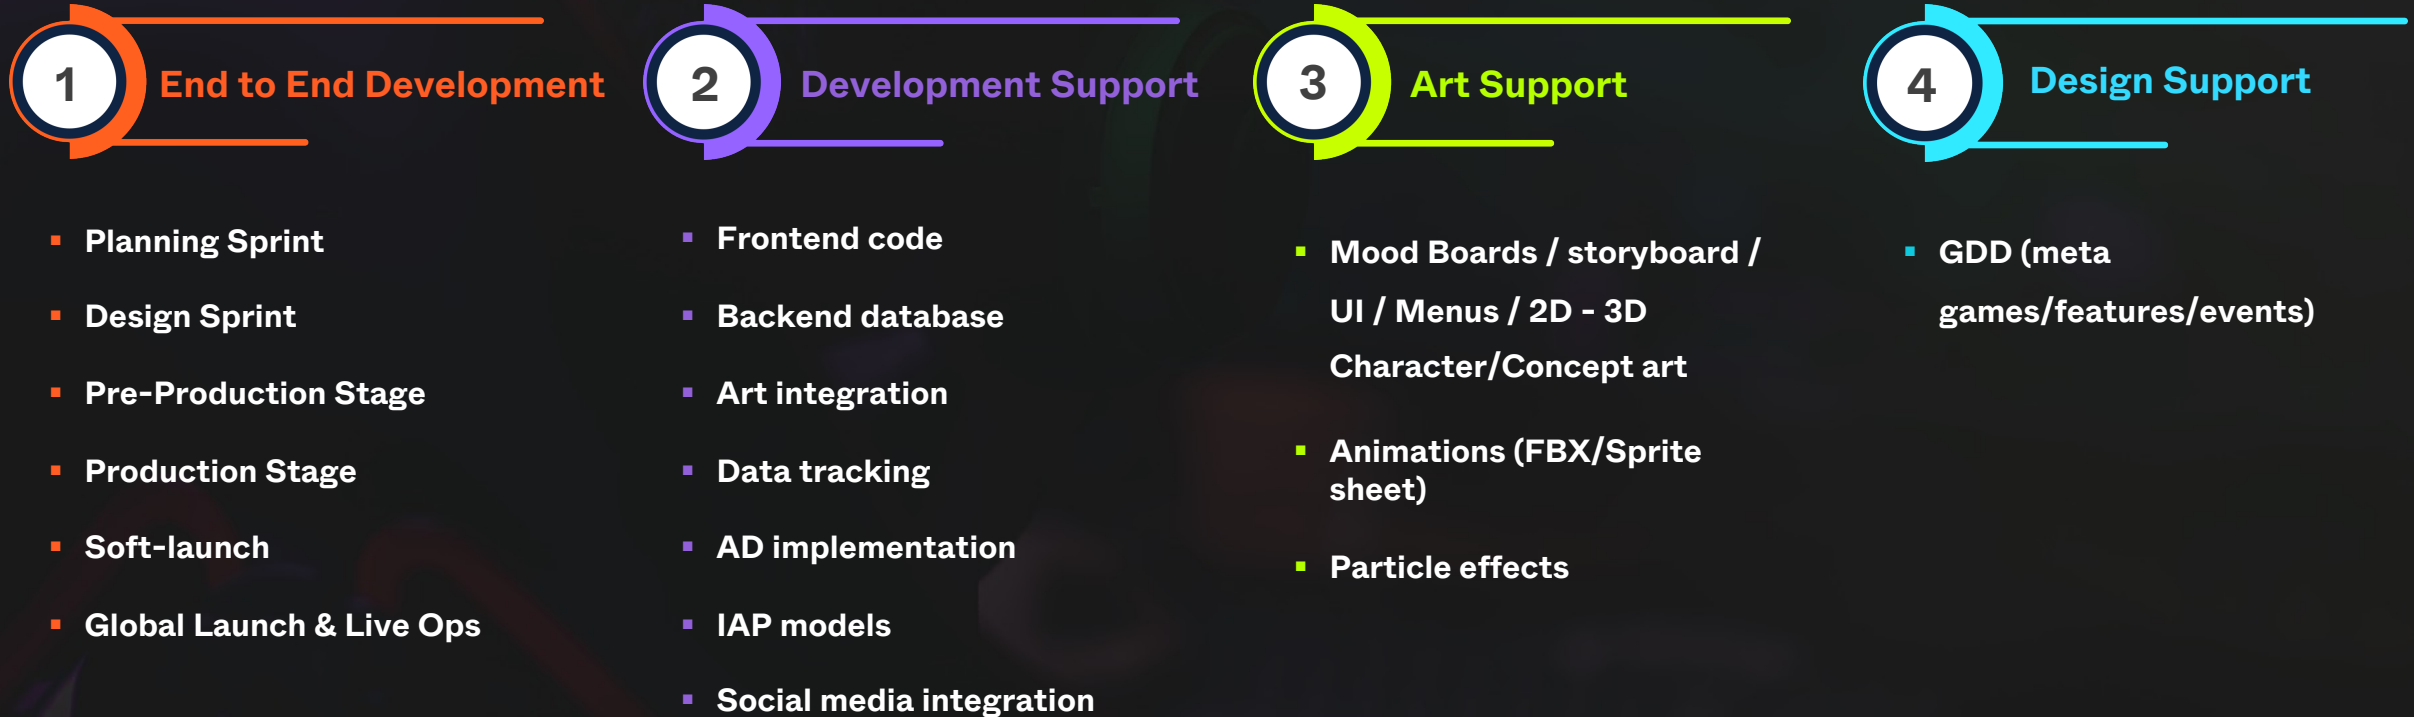 1
End to End Development
Planning Sprint
Design Sprint
Pre-Production Stage
Production Stage
Soft-launch
Global Launch & Live Ops
2
Development Support
Frontend code
Backend database
Art integration
Data tracking
AD implementation
IAP models
Social media integration
3
Art Support
Mood Boards / storyboard /
UI / Menus / 2D - 3D
Character/Concept art
Animations (FBX/Sprite
sheet)
Particle effects
4
Design Support
GDD (meta
games/features/events)